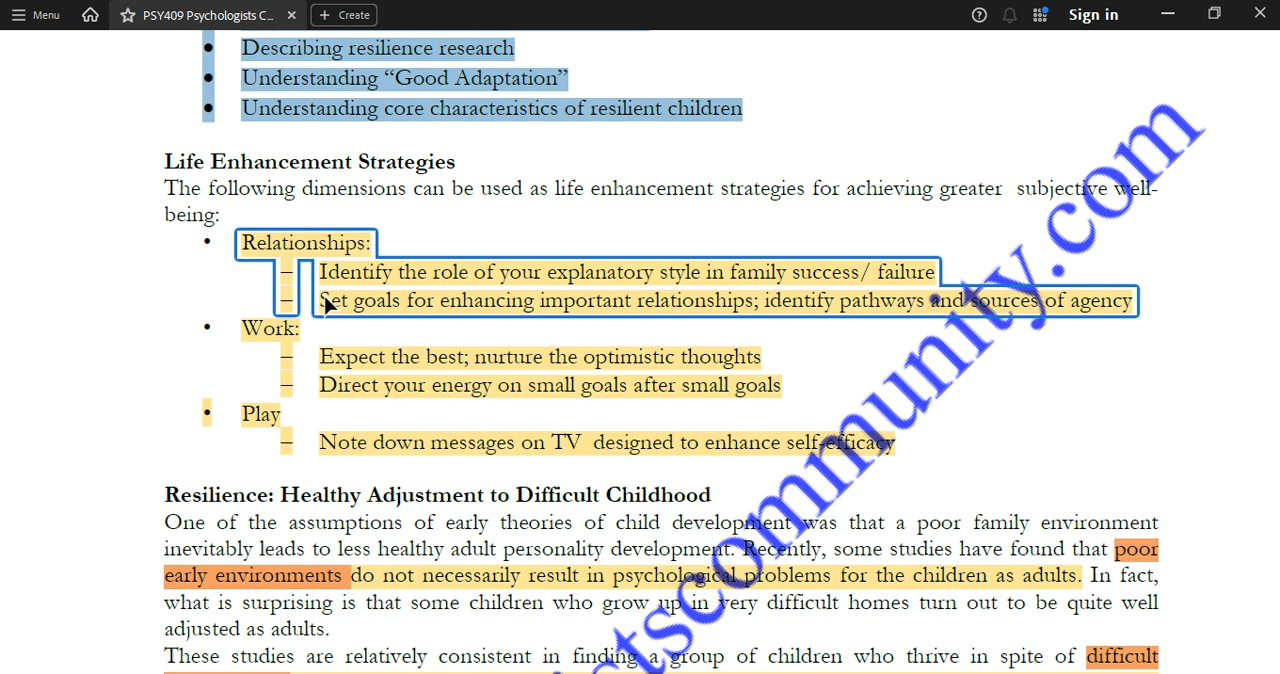 Menu
PSY409 Psychologists C...
Create
Sign in
• Describing resilience research
• Understanding “Good Adaptation”
• Understanding core characteristics of resilient children
Life Enhancement Strategies
The following dimensions can be used as life enhancement strategies for achieving greater subjective well-
being:
• Relationships:
– Identify the role of your explanatory style in family success/ failure
– Set goals for enhancing important relationships; identify pathways and sources of agency
• Work:
– Expect the best; nurture the optimistic thoughts
– Direct your energy on small goals after small goals
• Play
– Note down messages on TV designed to enhance self-efficacy
Resilience: Healthy Adjustment to Difficult Childhood
One of the assumptions of early theories of child development was that a poor family environment
inevitably leads to less healthy adult personality development. Recently, some studies have found that poor
early environments do not necessarily result in psychological problems for the children as adults. In fact,
what is surprising is that some children who grow up in very difficult homes turn out to be quite well
adjusted as adults.
These studies are relatively consistent in finding a group of children who thrive in spite of difficult
ctscommunity.com